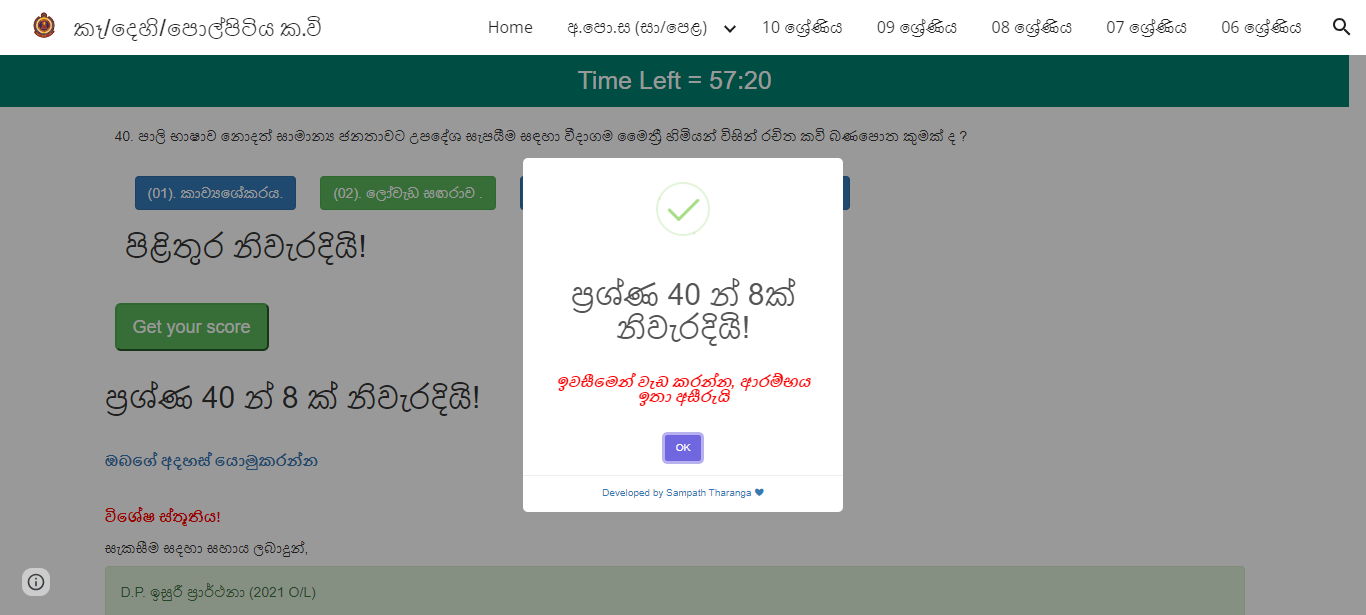 කෑ/දෙහි/පොල්පිටිය ක.වි
Home
අ.පො.ස (සා/පෙළ)
10 ශ්‍රේණිය
09 ශ්‍රේණිය
08 ශ්‍රේණිය
07 ශ්‍රේණිය
06 ශ්‍රේණිය
Time Left = 57:20
40. පාලි භාෂාව නොදත් සාමාන්‍ය ජනතාවට උපදේශ සැපයීම සඳහා වීදාගම මෛත්‍රී හිමියන් විසින් රචිත කවි බණපොත කුමක් ද ?
(01). කාව්‍යශේකරය.
(02). ලෝවැඩ සඟරාව .
පිළිතුර නිවැරදියි!
Get your score
ප්‍රශ්ණ 40 න් 8 ක් නිවැරදියි!
ඔබගේ අදහස් යොමුකරන්න
විශේෂ ස්තූතිය!
සැකසීම සදහා සහාය ලබාදුන්,
D.P. ඉසුරි ප්‍රාර්ථනා (2021 O/L)
ප්‍රශ්ණ 40 න් 8ක්
නිවැරදියි!
ඉවසීමෙන් වැඩ කරන්න, ආරම්භය
ඉතා අසීරුයි
OK
Developed by Sampath Tharanga